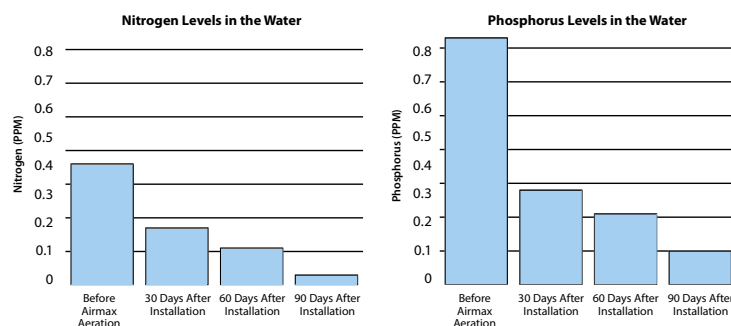 Nitrogen Levels in the Water
0.8
0.7
0.6
0.5
0.4
0.3
0.2
0.1
0
Nitrogen (PPM)
Before
Airmax
Aeration
30 Days After
Installation
60 Days After
Installation
90 Days After
Installation
Phosphorus Levels in the Water
0.8
0.7
0.6
0.5
0.4
0.3
0.2
0.1
0
Phosphorus (PPM)
Before
Airmax
Aeration
30 Days After
Installation
60 Days After
Installation
90 Days After
Installation